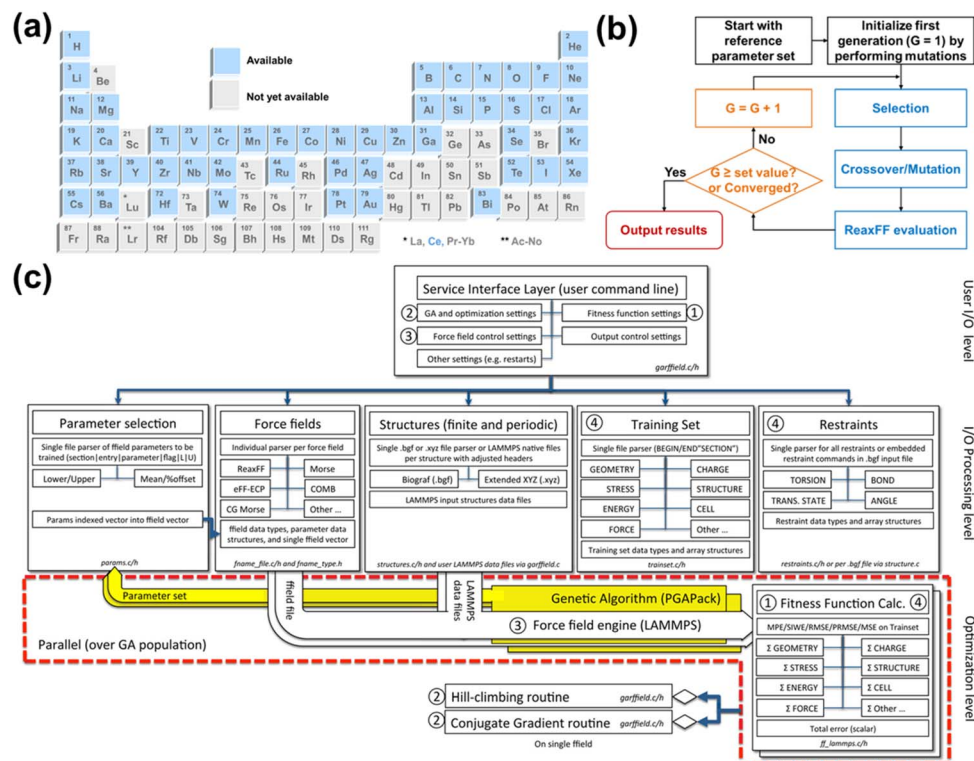 (a)
1 2
H He
Available
3 4 5 6 7 8 9 10
Li Be B C N O F Ne
Not yet available
11 12 13 14 15 16 17 18
Na Mg Al Si P S Cl Ar
19 20 21 22 23 24 25 26 27 28 29 30 31 32 33 34 35 36
K Ca Sc Ti V Cr Mn Fe Co Ni Cu Zn Ga Ge As Se Br Kr
37 38 39 40 41 42 43 44 45 46 47 48 49 50 51 52 53 54
Rb Sr Y Zr Nb Mo Tc Ru Rh Pd Ag Cd In Sn Sb Te I Xe
55 56 * 72 73 74 75 76 77 78 79 80 81 82 83 84 85 86
Cs Ba Lu Hf Ta W Re Os Ir Pt Au Hg Tl Pb Bi Po At Rn
87 88 ** 104 105 106 107 108 109 110 111
Fr Ra Lr Rf Db Sg Bh Hs Mt Ds Rg
* La, Ce, Pr-Yb ** Ac-No
(b)
Start with
reference
parameter set
Initialize first
generation (G = 1) by
performing mutations
G = G + 1
Selection
No
Crossover/Mutation
Yes
G ≥ set value?
or Converged?
Output results
ReaxFF evaluation
(c)
Service Interface Layer (user command line)
② GA and optimization settings
Fitness function settings ①
③ Force field control settings
Output control settings
Other settings (e.g. restarts)
garffield.c/h
User I/O level
Parameter selection
Single file parser of ffield parameters to be
trained (section|entry|parameter|flag|L|U)
Lower/Upper
Mean/%offset
Params indexed vector into ffield vector
params.c/h
Force fields
Individual parser per force field
ReaxFF
Morse
eFF-ECP
COMB
CG Morse
Other ...
ffield data types, parameter data
structures, and single ffield vector
fname_file.c/h and fname_type.h
Structures (finite and periodic)
Single .bgf or .xyz file parser or LAMMPS native files
per structure with adjusted headers
Biograf (.bgf)
Extended XYZ (.xyz)
LAMMPS input structures data files
structures.c/h and user LAMMPS data files via garffield.c
④ Training Set
Single file parser (BEGIN/END"SECTION")
GEOMETRY
CHARGE
STRESS
STRUCTURE
ENERGY
CELL
FORCE
Other ...
Training set data types and array structures
trainset.c/h
④ Restraints
Single parser for all restraints or embedded
restraint commands in .bgf input file
TORSION
BOND
TRANS. STATE
ANGLE
Restraint data types and array structures
restraints.c/h or per .bgf file via structure.c
I/O Processing level
Parameter set
ffield file
LAMMPS
data files
Genetic Algorithm (PGAPack)
③ Force field engine (LAMMPS)
Parallel (over GA population)
① Fitness Function Calc. ④
MPE/SIWE/RMSE/PRMSE/MSE on Trainset
Σ GEOMETRY
Σ CHARGE
Σ STRESS
Σ STRUCTURE
Σ ENERGY
Σ CELL
Σ FORCE
Σ Other ...
Total error (scalar)
ff_lammps.c/h
② Hill-climbing routine garffield.c/h
② Conjugate Gradient routine garffield.c/h
On single ffield
Optimization level